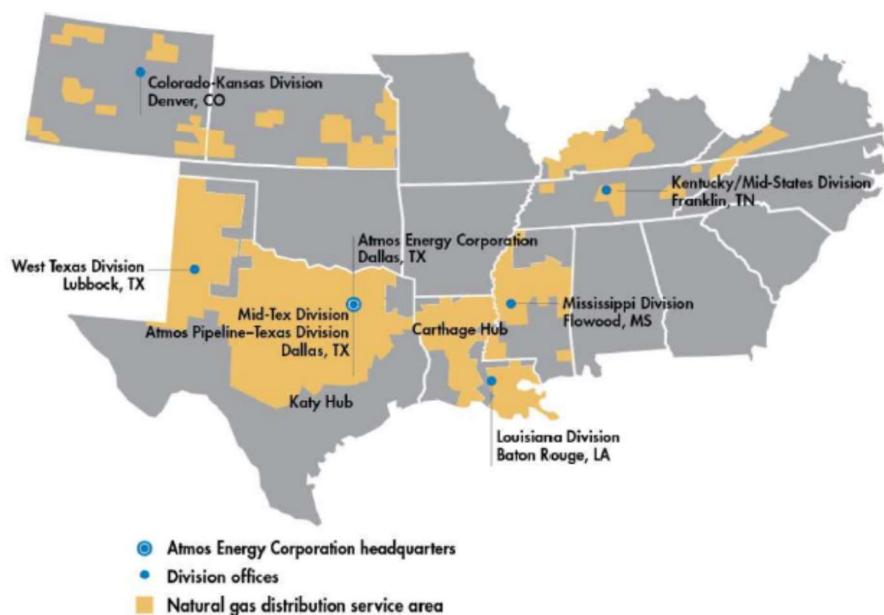 Colorado-Kansas Division
Denver, CO
Kentucky/Mid-States Division
Franklin, TN
Atmos Energy Corporation
Dallas, TX
West Texas Division
Lubbock, TX
Mid-Tex Division
Atmos Pipeline–Texas Division
Dallas, TX
Carthage Hub
Mississippi Division
Flowood, MS
Katy Hub
Louisiana Division
Baton Rouge, LA
Atmos Energy Corporation headquarters
Division offices
Natural gas distribution service area